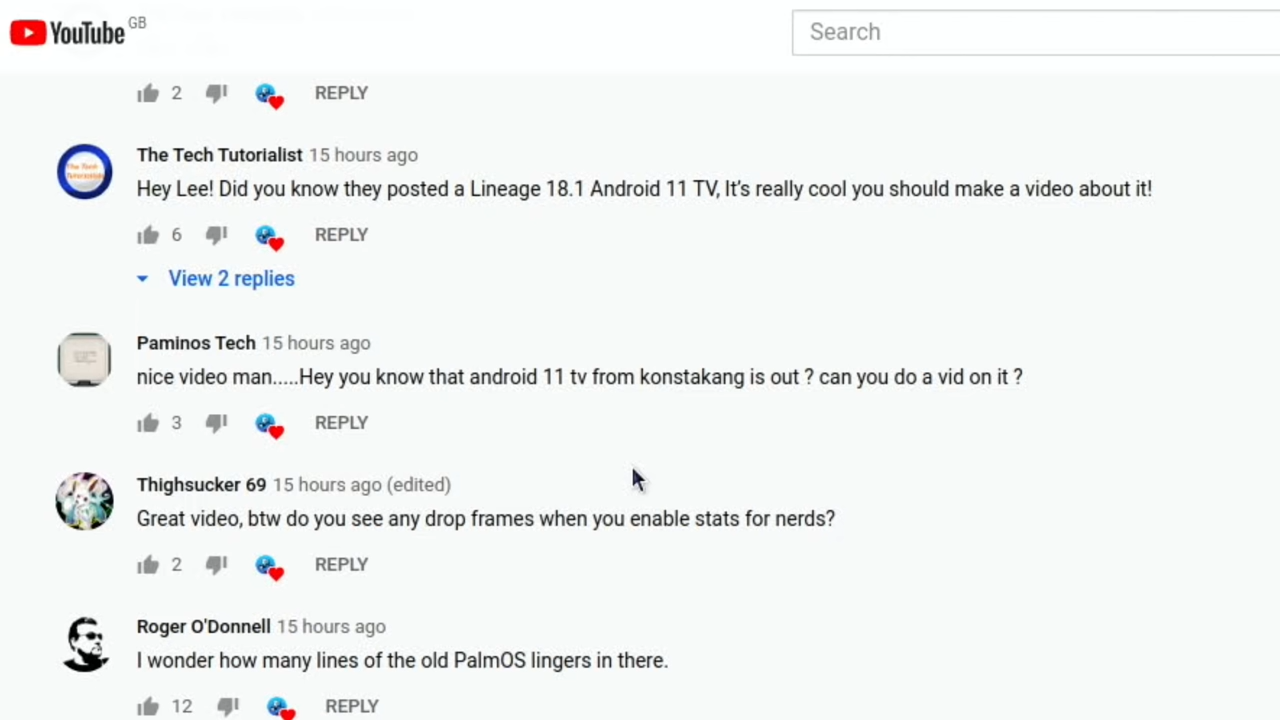 YouTube GB
Search
2 REPLY
The Tech Tutorialist 15 hours ago
Hey Lee! Did you know they posted a Lineage 18.1 Android 11 TV, It’s really cool you should make a video about it!
6 REPLY
View 2 replies
Paminos Tech 15 hours ago
nice video man.....Hey you know that android 11 tv from konstakang is out ? can you do a vid on it ?
3 REPLY
Thighsucker 69 15 hours ago (edited)
Great video, btw do you see any drop frames when you enable stats for nerds?
2 REPLY
Roger O'Donnell 15 hours ago
I wonder how many lines of the old PalmOS lingers in there.
12 REPLY